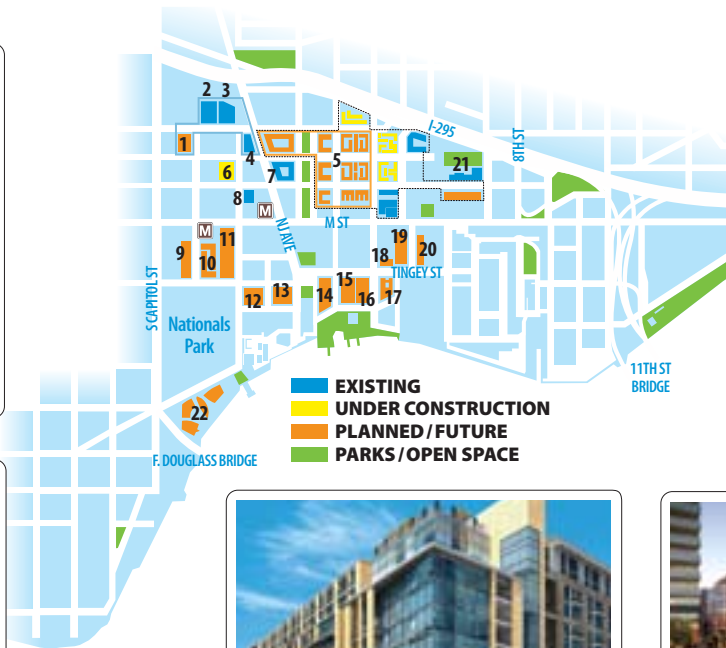 2 3
I-295
8TH ST
1
4
5
21
6
7
8
M
M ST
NJ AVE
M
11
19
9
10
18
20
TINGEY ST
S CAPITOL ST
12
13
14
15
16
17
Nationals
Park
11TH ST
BRIDGE
22
F. DOUGLASS BRIDGE
EXISTING
UNDER CONSTRUCTION
PLANNED/FUTURE
PARKS/OPEN SPACE